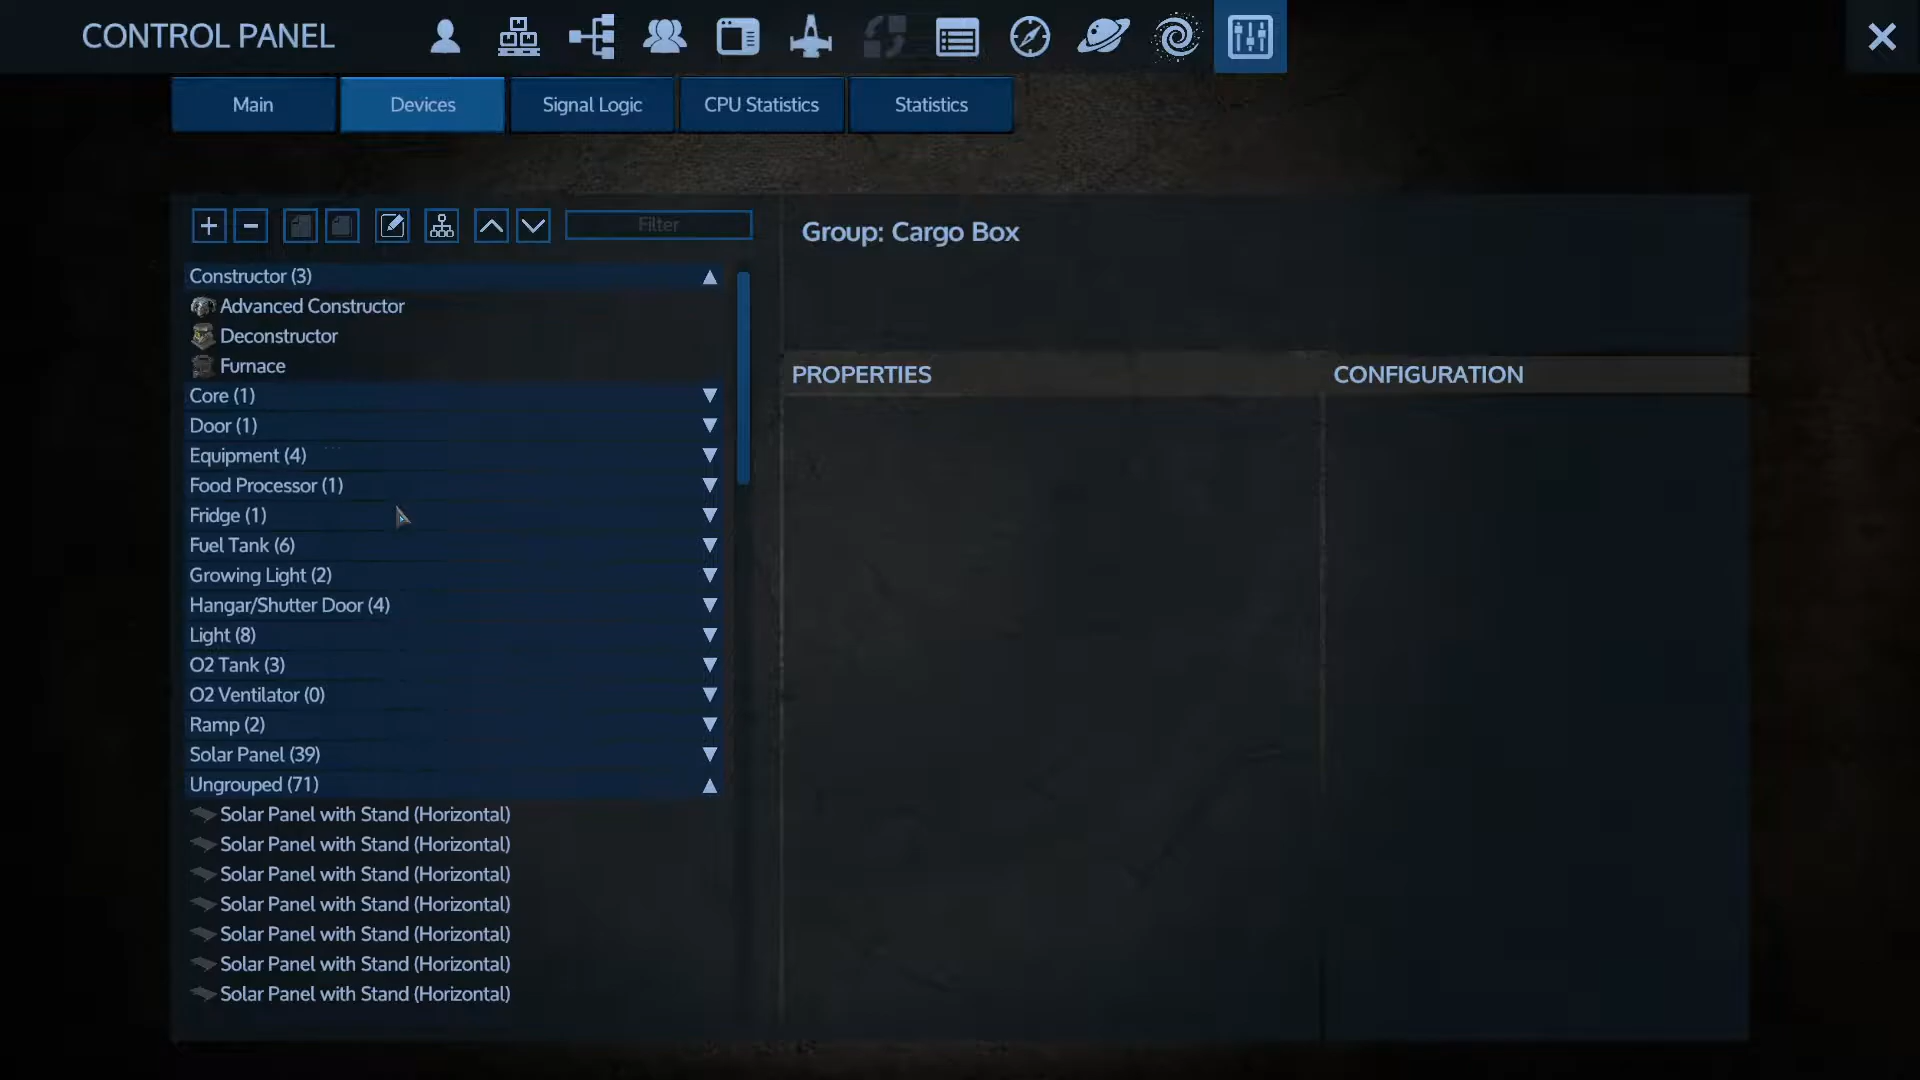 CONTROL PANEL
Main
Devices
Signal Logic
CPU Statistics
Statistics
Filter
Group: Cargo Box
Constructor (3)
Advanced Constructor
Deconstructor
Furnace
Core (1)
Door (1)
Equipment (4)
Food Processor (1)
Fridge (1)
Fuel Tank (6)
Growing Light (2)
Hangar/Shutter Door (4)
Light (8)
O2 Tank (3)
O2 Ventilator (0)
Ramp (2)
Solar Panel (39)
Ungrouped (71)
Solar Panel with Stand (Horizontal)
Solar Panel with Stand (Horizontal)
Solar Panel with Stand (Horizontal)
Solar Panel with Stand (Horizontal)
Solar Panel with Stand (Horizontal)
Solar Panel with Stand (Horizontal)
Solar Panel with Stand (Horizontal)
PROPERTIES
CONFIGURATION